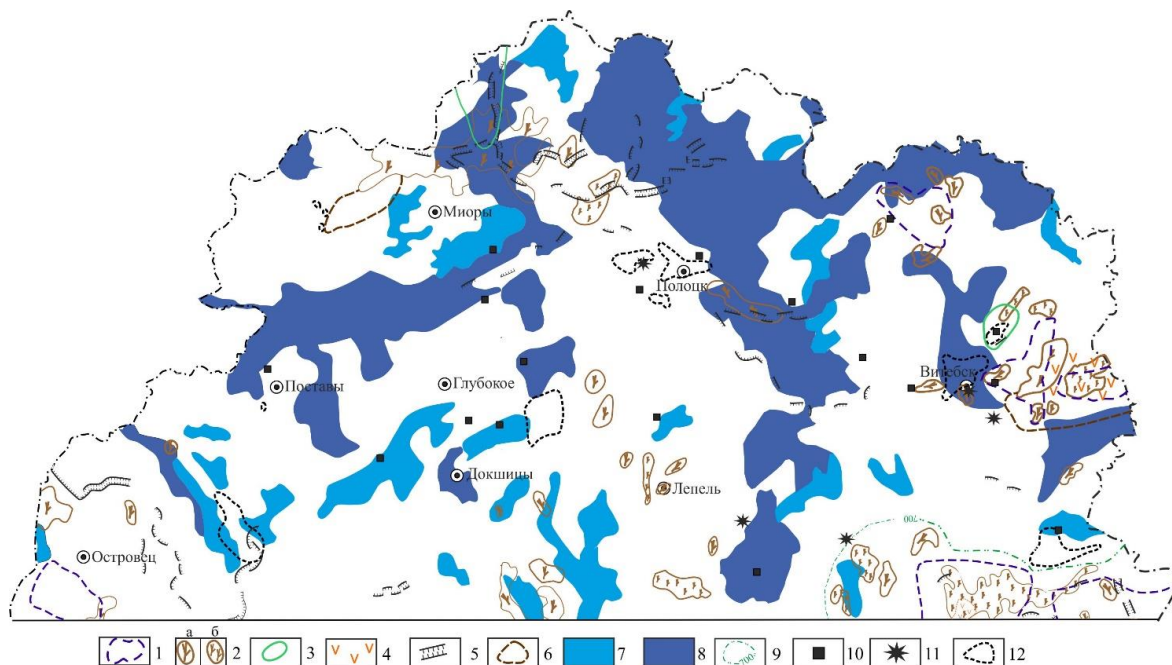 Миоры
Полоцк
Витебск
Поставы
Глубокое
Докшицы
Лепель
Островец
700
а б
1 2 3 4 5 6 7 8 -700- 9 10 11 12